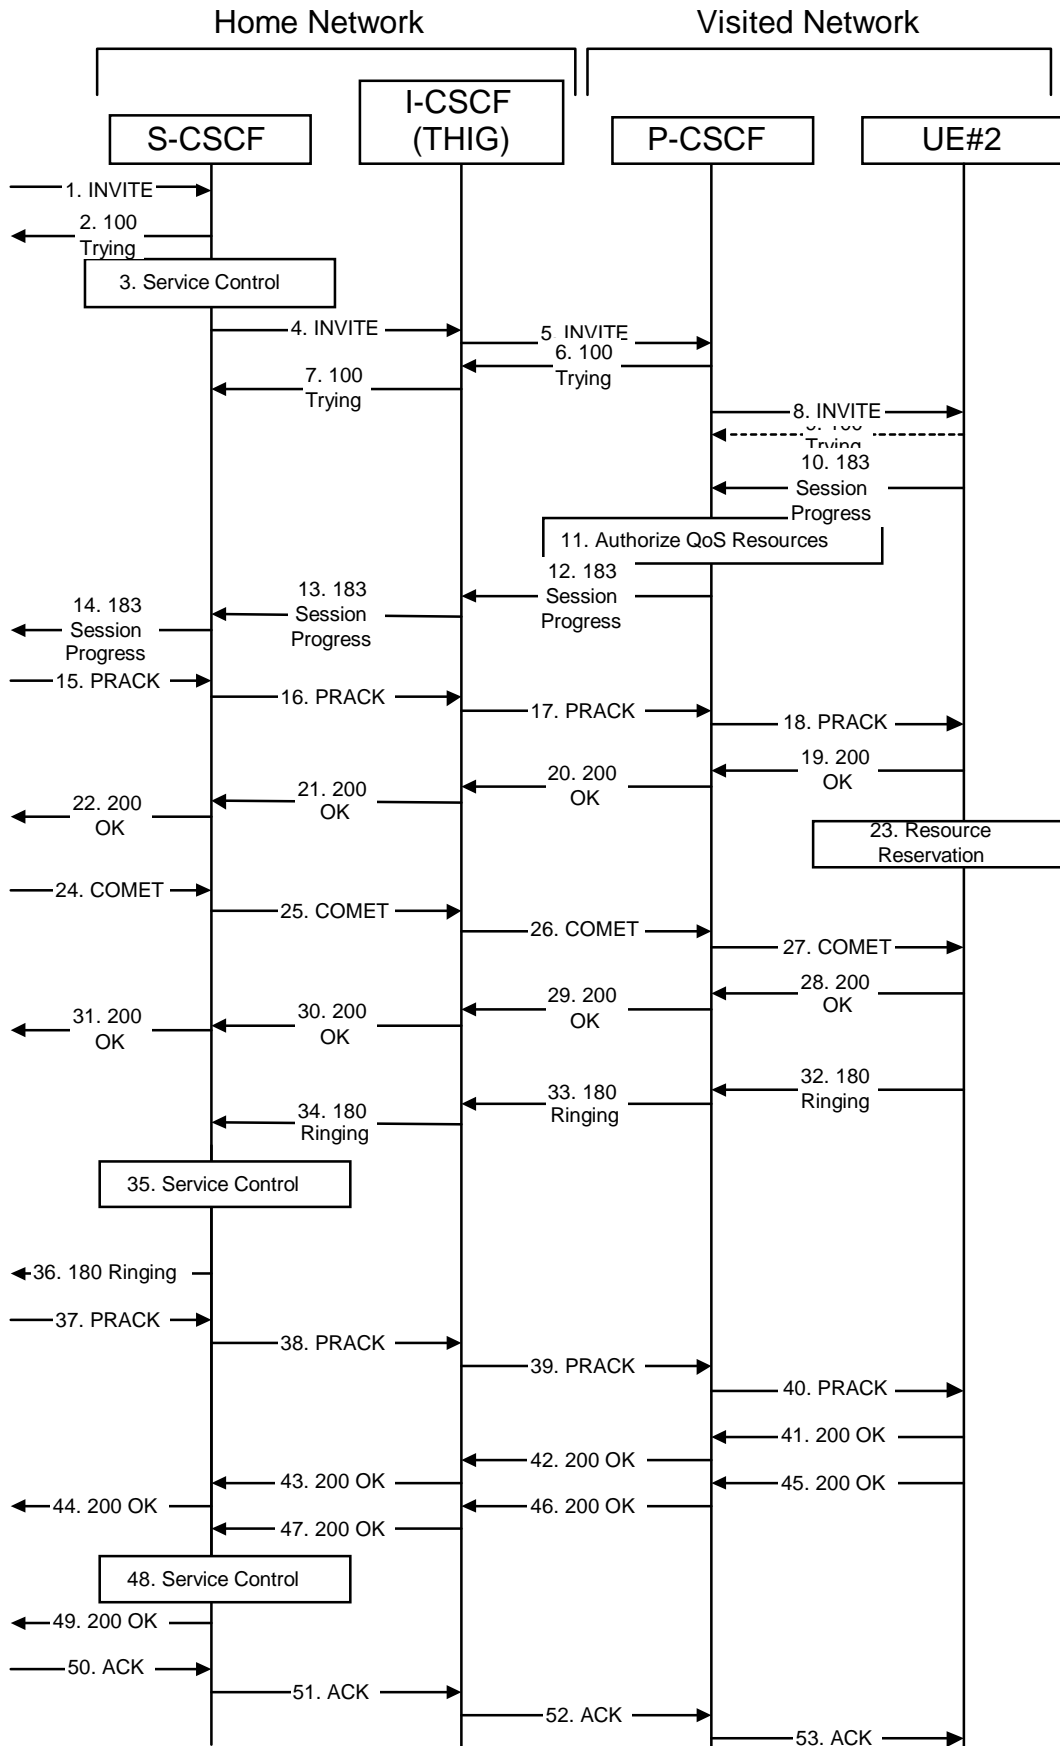 Home Network
Visited Network
S-CSCF
I-CSCF
(THIG)
P-CSCF
UE#2
1. INVITE
2. 100
Trying
3. Service Control
4. INVITE
5. INVITE
6. 100
Trying
7. 100
Trying
8. INVITE
9. 100
Trying
10. 183
Session
Progress
11. Authorize QoS Resources
12. 183
Session
Progress
13. 183
Session
Progress
14. 183
Session
Progress
15. PRACK
16. PRACK
17. PRACK
18. PRACK
19. 200
OK
20. 200
OK
21. 200
OK
22. 200
OK
23. Resource
Reservation
24. COMET
25. COMET
26. COMET
27. COMET
28. 200
OK
29. 200
OK
30. 200
OK
31. 200
OK
32. 180
Ringing
33. 180
Ringing
34. 180
Ringing
35. Service Control
36. 180 Ringing
37. PRACK
38. PRACK
39. PRACK
40. PRACK
41. 200 OK
42. 200 OK
43. 200 OK
44. 200 OK
45. 200 OK
46. 200 OK
47. 200 OK
48. Service Control
49. 200 OK
50. ACK
51. ACK
52. ACK
53. ACK